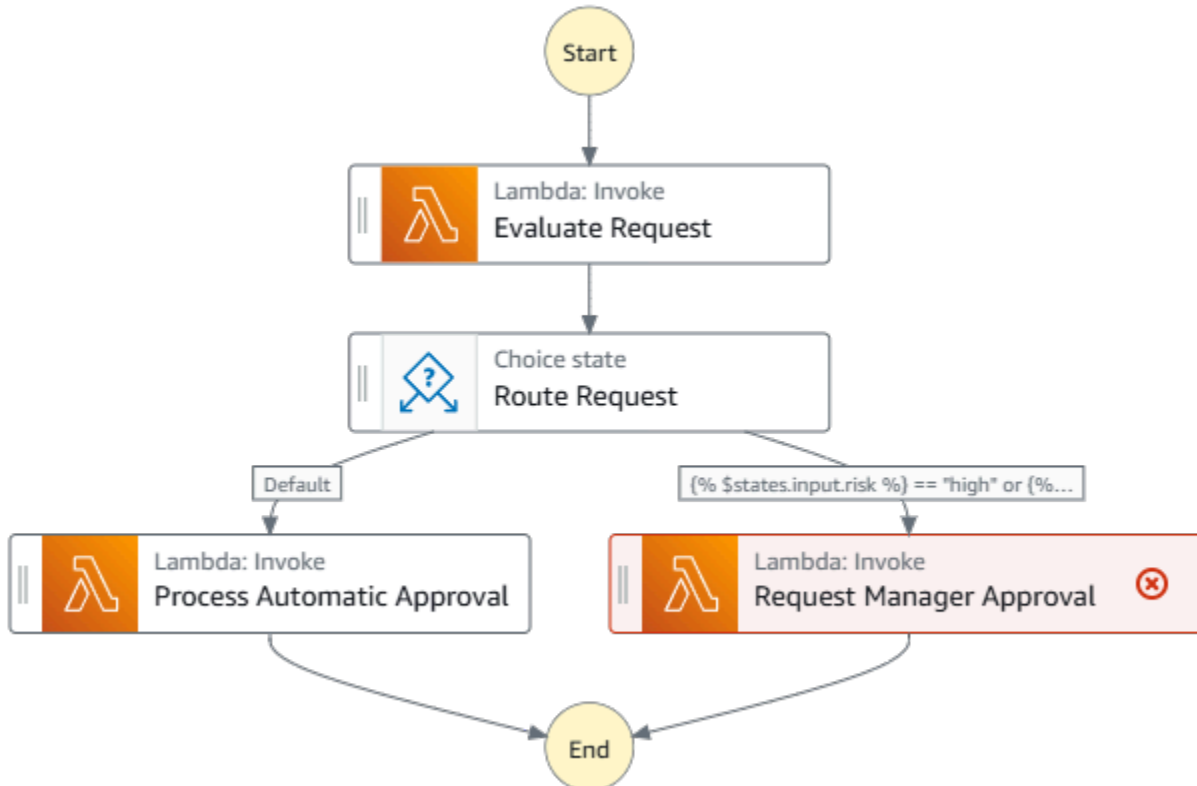 Start
Lambda: Invoke
Evaluate Request
Choice state
Route Request
Default
{% $states.input.risk %} == "high" or {%...
Lambda: Invoke
Process Automatic Approval
Lambda: Invoke
Request Manager Approval
End